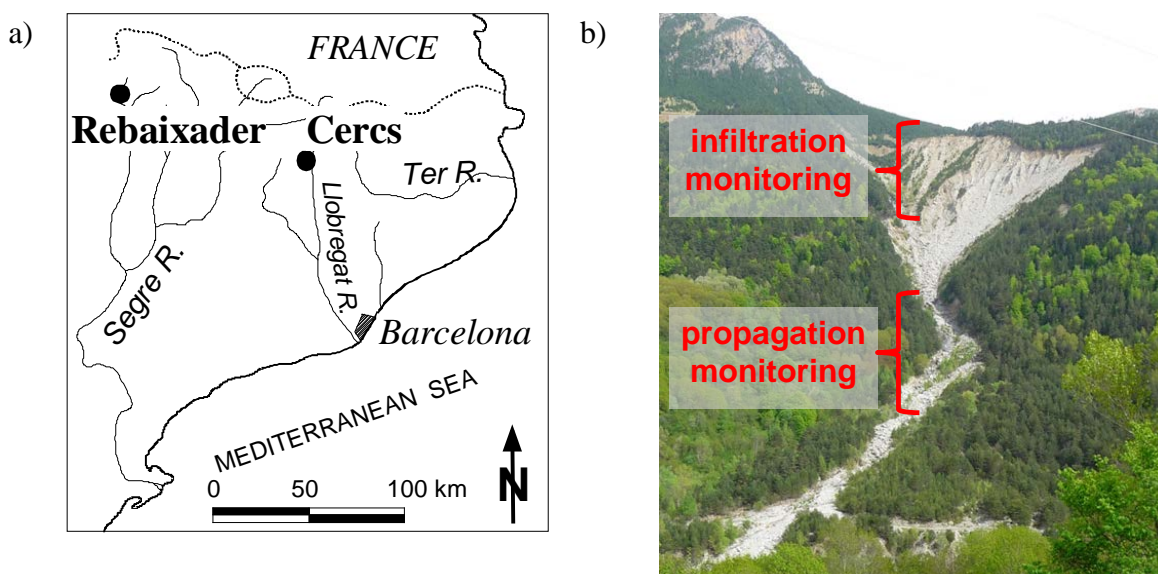 a)
FRANCE
Rebaixader Cercs
Ter R.
Llobregat R.
Segre R.
Barcelona
MEDITERRANEAN SEA
N
0 50 100 km
b)
infiltration
monitoring
propagation
monitoring